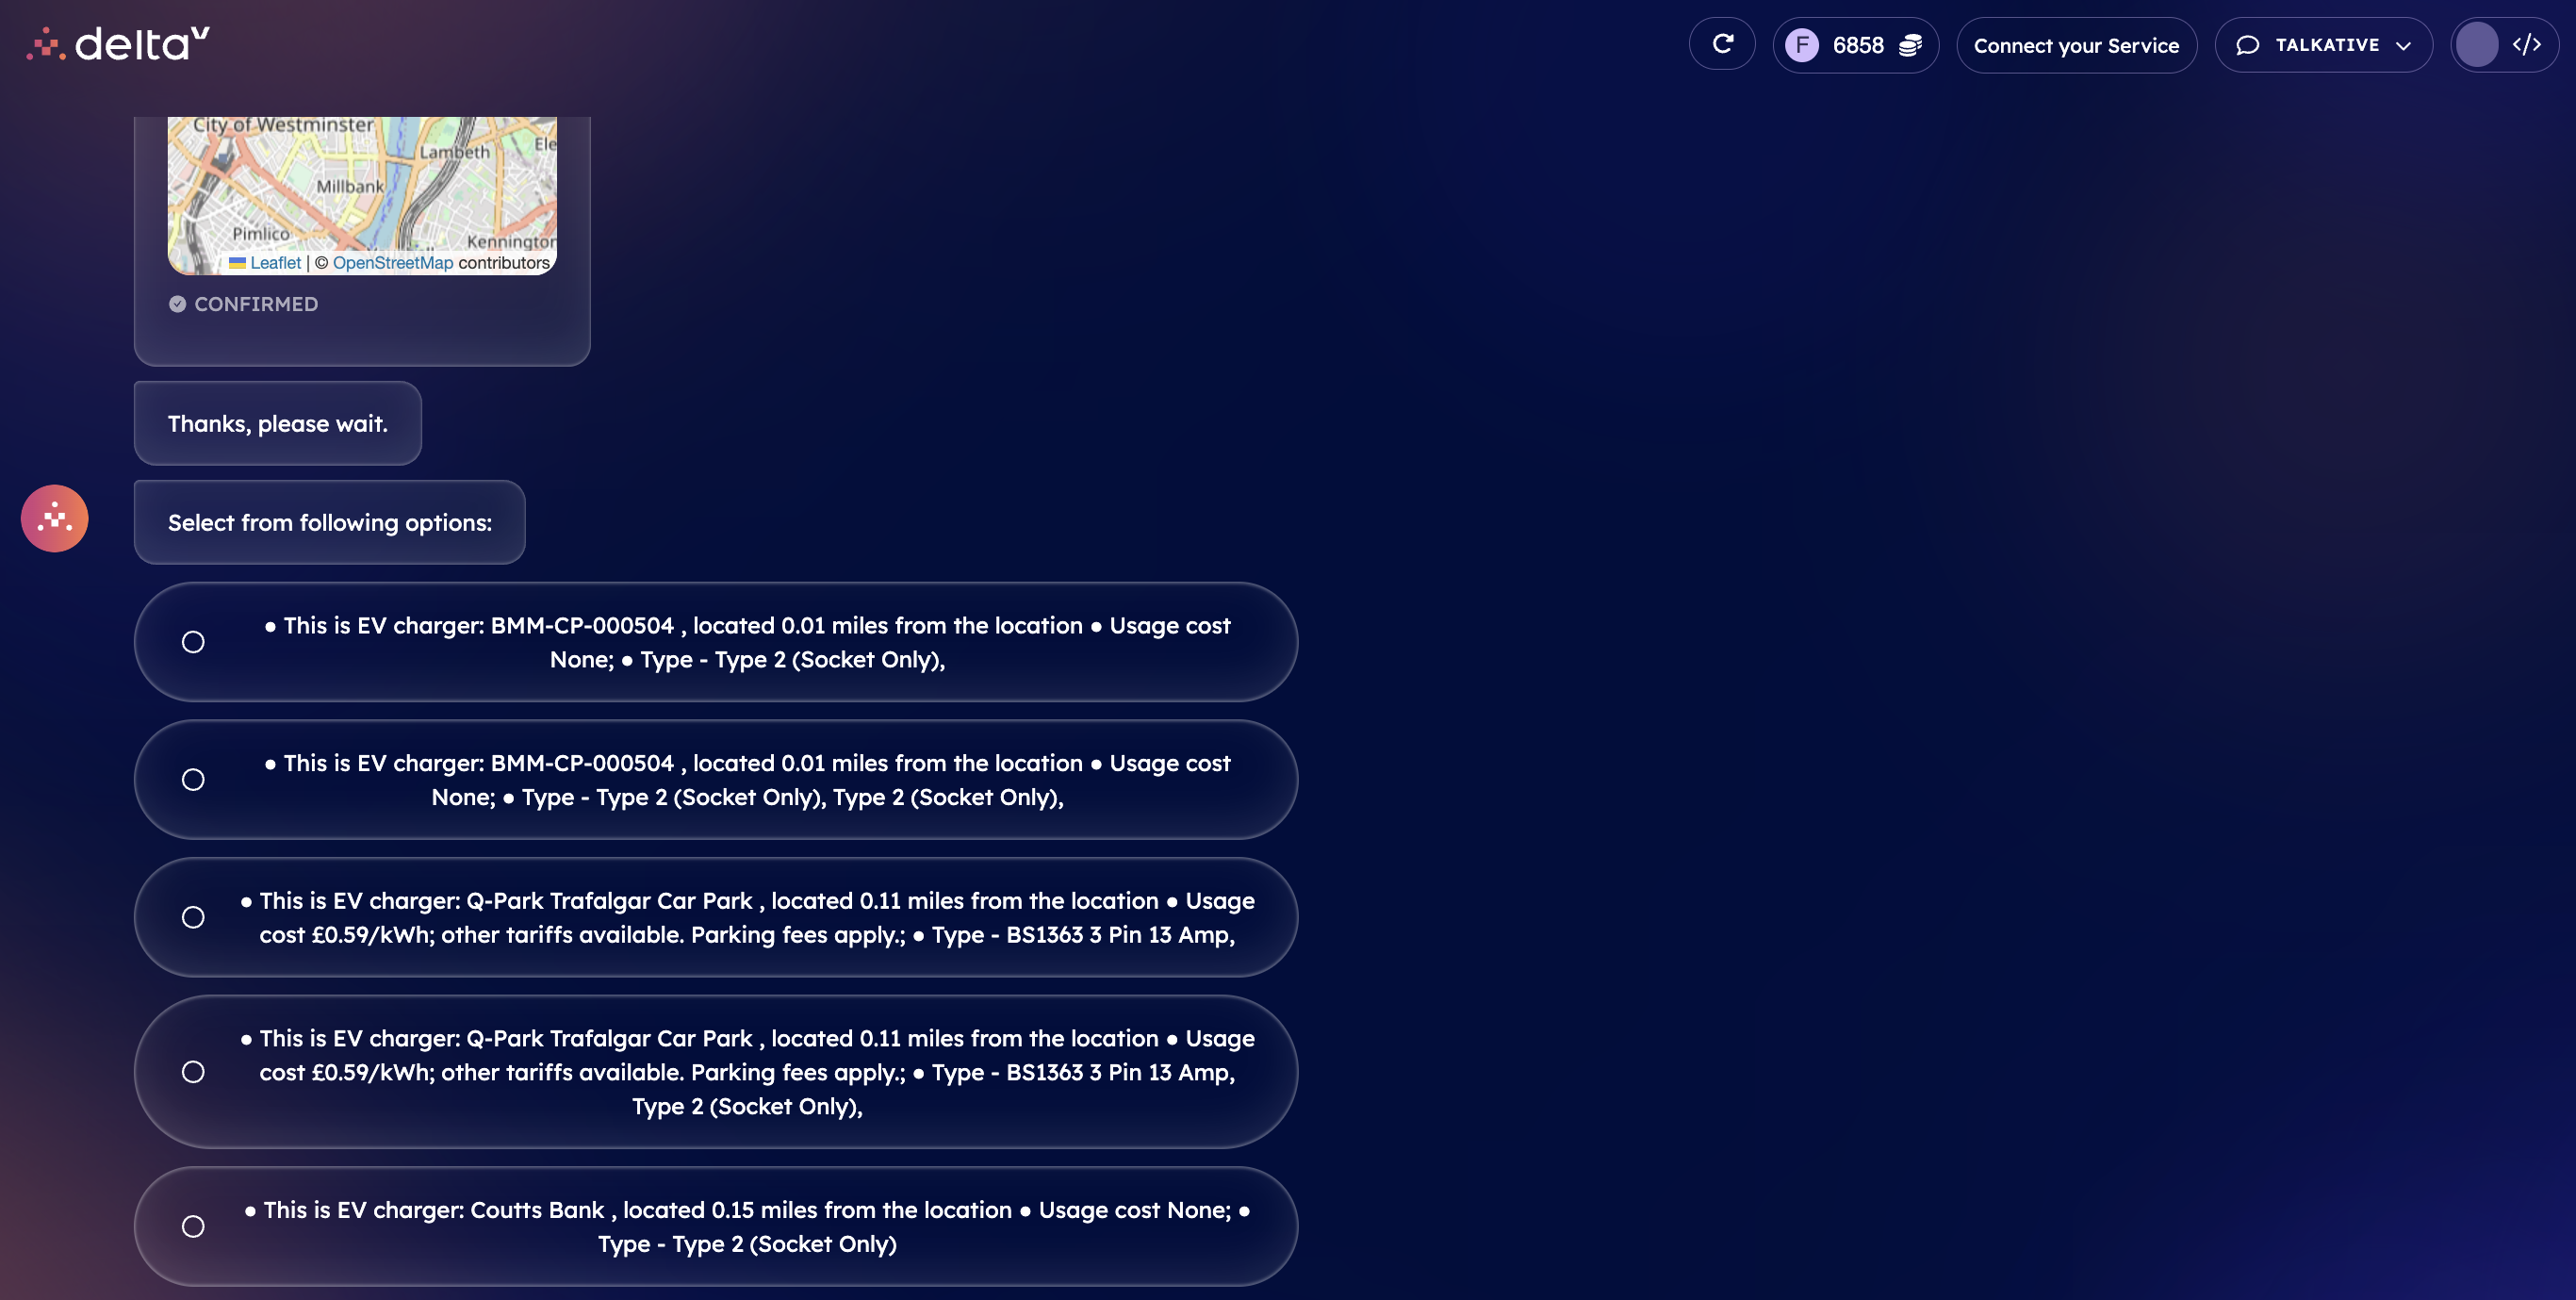 deltaV
F 6858
Connect your Service
TALKATIVE
</>
City of Westminster
Lambeth
Ele
Millbank
Pimlico
Kennington
Leaflet | © OpenStreetMap contributors
CONFIRMED
Thanks, please wait.
Select from following options:
● This is EV charger: BMM-CP-000504 , located 0.01 miles from the location ● Usage cost
None; ● Type - Type 2 (Socket Only),
● This is EV charger: BMM-CP-000504 , located 0.01 miles from the location ● Usage cost
None; ● Type - Type 2 (Socket Only), Type 2 (Socket Only),
● This is EV charger: Q-Park Trafalgar Car Park , located 0.11 miles from the location ● Usage
cost £0.59/kWh; other tariffs available. Parking fees apply.; ● Type - BS1363 3 Pin 13 Amp,
● This is EV charger: Q-Park Trafalgar Car Park , located 0.11 miles from the location ● Usage
cost £0.59/kWh; other tariffs available. Parking fees apply.; ● Type - BS1363 3 Pin 13 Amp,
Type 2 (Socket Only),
● This is EV charger: Coutts Bank , located 0.15 miles from the location ● Usage cost None; ●
Type - Type 2 (Socket Only)